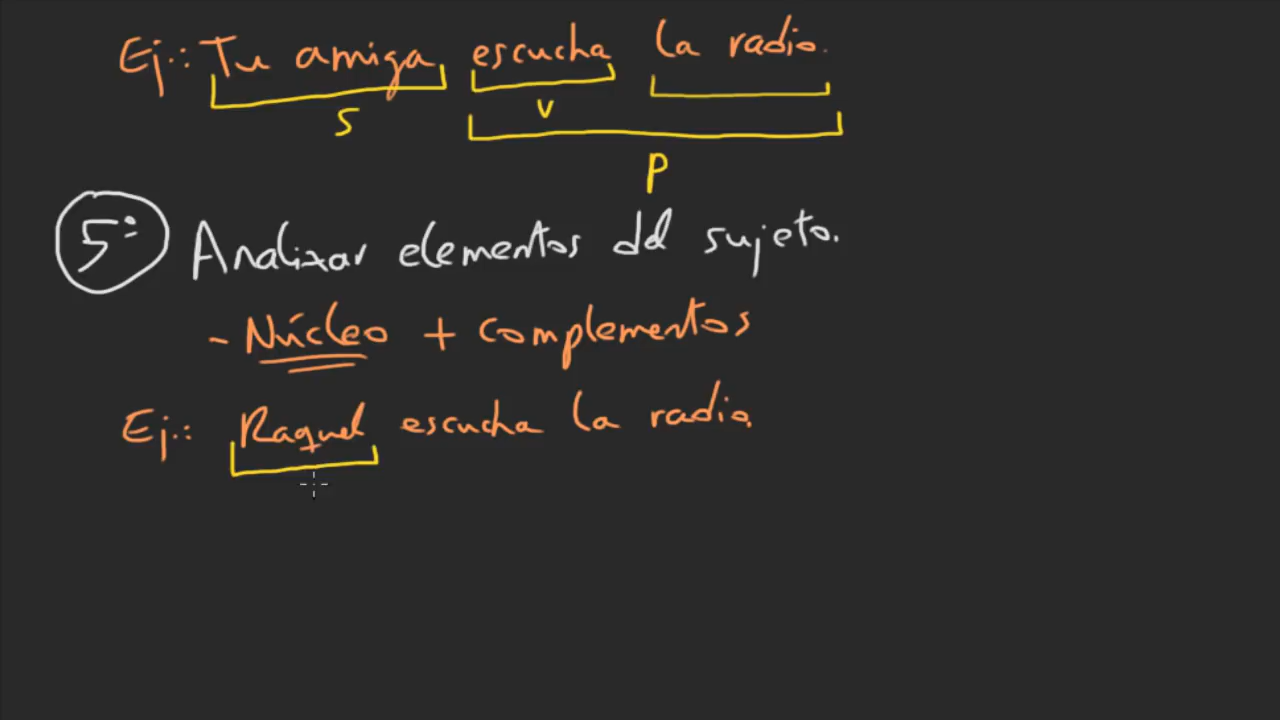 Ej.: Tu amiga escucha la radio.
S V
P
5º Analizar elementos del sujeto.
- Núcleo + complementos
Ej.: Raquel escucha la radio.